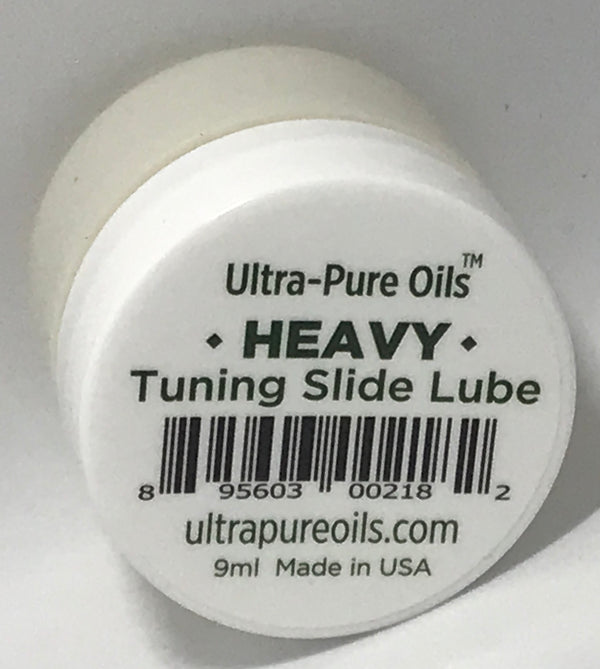 Ultra-Pure Oils™
• HEAVY •
Tuning Slide Lube
8 95603 00218 2
ultrapureoils.com
9ml Made in USA